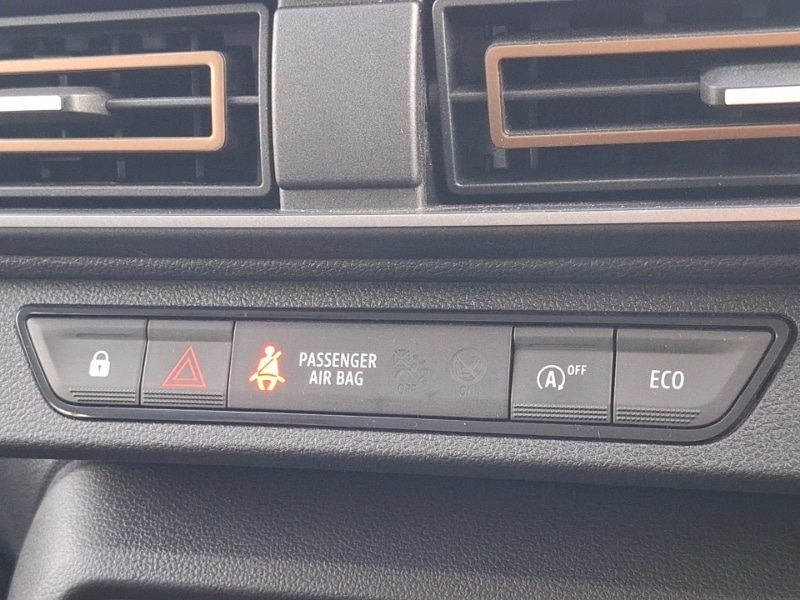 PASSENGER
AIR BAG
A OFF
ECO